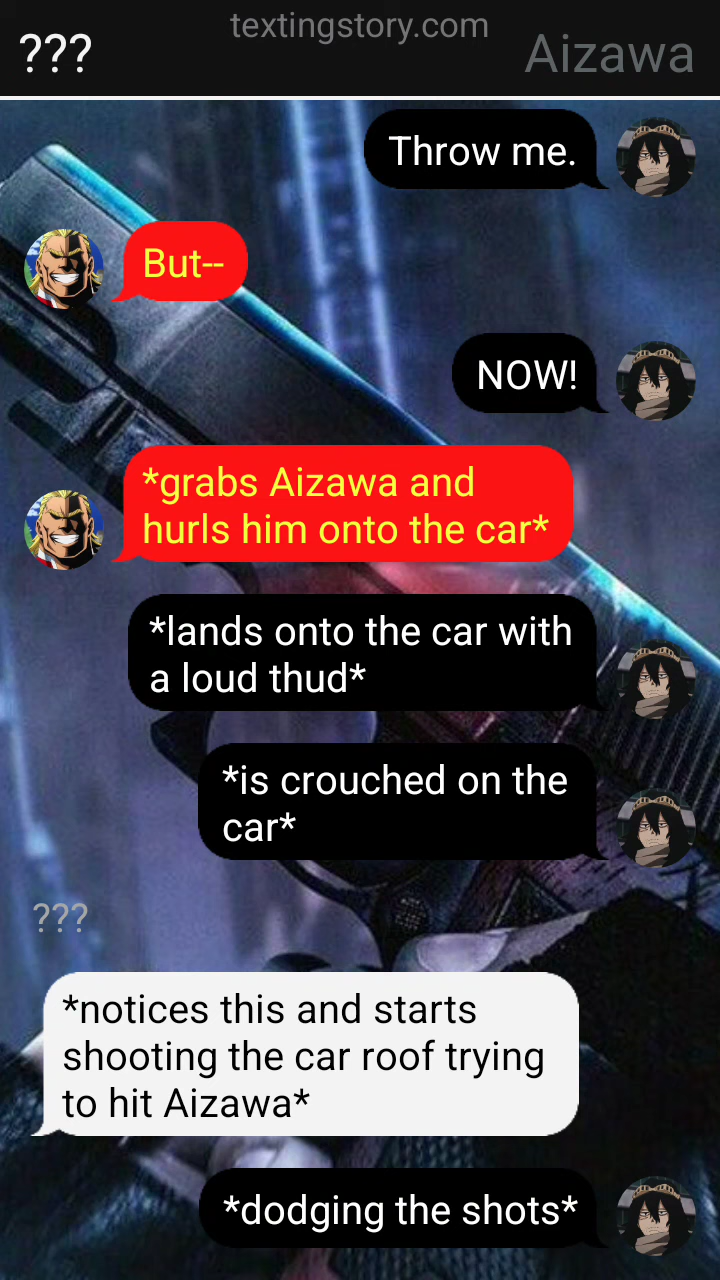 textingstory.com
???
Aizawa
Throw me.
But--
NOW!
*grabs Aizawa and
hurls him onto the car*
*lands onto the car with
a loud thud*
*is crouched on the
car*
???
*notices this and starts
shooting the car roof trying
to hit Aizawa*
*dodging the shots*